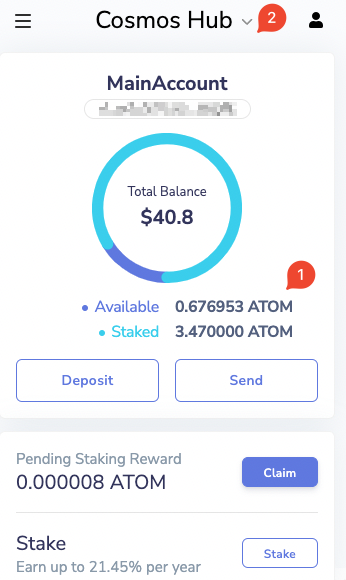 Cosmos Hub
2
MainAccount
Total Balance
$40.8
1
Available 0.676953 ATOM
Staked 3.470000 ATOM
Deposit Send
Pending Staking Reward
0.000008 ATOM
Claim
Stake
Earn up to 21.45% per year
Stake